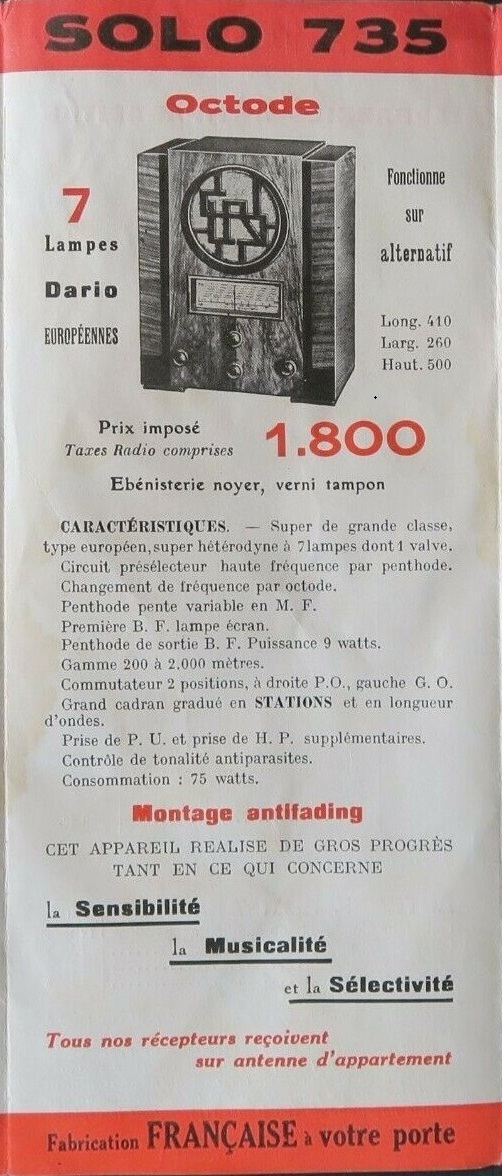 SOLO 735
Octode
7
Lampes
Dario
EUROPÉENNES
Fonctionne
sur
alternatif
Long. 410
Larg. 260
Haut. 500
Prix imposé
Taxes Radio comprises
1.800
Ebénisterie noyer, verni tampon
CARACTÉRISTIQUES. — Super de grande classe,
type européen, super hétérodyne à 7 lampes dont 1 valve.
Circuit présélecteur haute fréquence par penthode.
Changement de fréquence par octode.
Penthode pente variable en M. F.
Première B. F. lampe écran.
Penthode de sortie B. F. Puissance 9 watts.
Gamme 200 à 2.000 mètres.
Commutateur 2 positions, à droite P.O., gauche G. O.
Grand cadran gradué en STATIONS et en longueur
d'ondes.
Prise de P. U. et prise de H. P. supplémentaires.
Contrôle de tonalité antiparasites.
Consommation : 75 watts.
Montage antifading
CET APPAREIL REALISE DE GROS PROGRÈS
TANT EN CE QUI CONCERNE
la Sensibilité
la Musicalité
et la Sélectivité
Tous nos récepteurs reçoivent
sur antenne d'appartement
Fabrication FRANÇAISE à votre porte